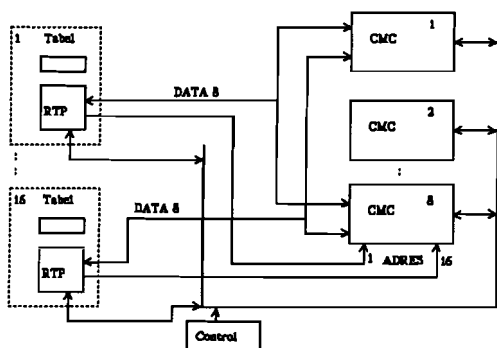 1 Tabel
RTP
DATA 8
1
CMC
2
CMC
16 Tabel
RTP
DATA 8
8
CMC
1 ADRES 16
Control